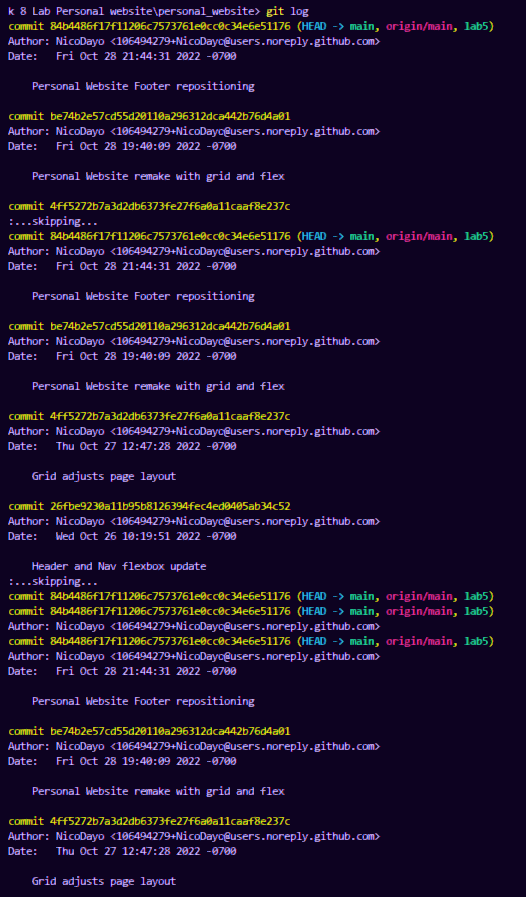 k 8 Lab Personal website\personal_website> git log
commit 84b4486f17f11206c7573761e0cc0c34e6e51176 (HEAD -> main, origin/main, lab5)
Author: NicoDayo <106494279+NicoDayo@users.noreply.github.com>
Date:   Fri Oct 28 21:44:31 2022 -0700
Personal Website Footer repositioning
commit be74b2e57cd55d20110a296312dca442b76d4a01
Author: NicoDayo <106494279+NicoDayo@users.noreply.github.com>
Date:   Fri Oct 28 19:40:09 2022 -0700
Personal Website remake with grid and flex
commit 4ff5272b7a3d2db6373fe27f6a0a11caaf8e237c
:...skipping...
commit 84b4486f17f11206c7573761e0cc0c34e6e51176 (HEAD -> main, origin/main, lab5)
Author: NicoDayo <106494279+NicoDayo@users.noreply.github.com>
Date:   Fri Oct 28 21:44:31 2022 -0700
Personal Website Footer repositioning
commit be74b2e57cd55d20110a296312dca442b76d4a01
Author: NicoDayo <106494279+NicoDayo@users.noreply.github.com>
Date:   Fri Oct 28 19:40:09 2022 -0700
Personal Website remake with grid and flex
commit 4ff5272b7a3d2db6373fe27f6a0a11caaf8e237c
Author: NicoDayo <106494279+NicoDayo@users.noreply.github.com>
Date:   Thu Oct 27 12:47:28 2022 -0700
Grid adjusts page layout
commit 26fbe9230a11b95b8126394fec4ed0405ab34c52
Author: NicoDayo <106494279+NicoDayo@users.noreply.github.com>
Date:   Wed Oct 26 10:19:51 2022 -0700
Header and Nav flexbox update
:...skipping...
commit 84b4486f17f11206c7573761e0cc0c34e6e51176 (HEAD -> main, origin/main, lab5)
commit 84b4486f17f11206c7573761e0cc0c34e6e51176 (HEAD -> main, origin/main, lab5)
Author: NicoDayo <106494279+NicoDayo@users.noreply.github.com>
commit 84b4486f17f11206c7573761e0cc0c34e6e51176 (HEAD -> main, origin/main, lab5)
Author: NicoDayo <106494279+NicoDayo@users.noreply.github.com>
Date:   Fri Oct 28 21:44:31 2022 -0700
Personal Website Footer repositioning
commit be74b2e57cd55d20110a296312dca442b76d4a01
Author: NicoDayo <106494279+NicoDayo@users.noreply.github.com>
Date:   Fri Oct 28 19:40:09 2022 -0700
Personal Website remake with grid and flex
commit 4ff5272b7a3d2db6373fe27f6a0a11caaf8e237c
Author: NicoDayo <106494279+NicoDayo@users.noreply.github.com>
Date:   Thu Oct 27 12:47:28 2022 -0700
Grid adjusts page layout